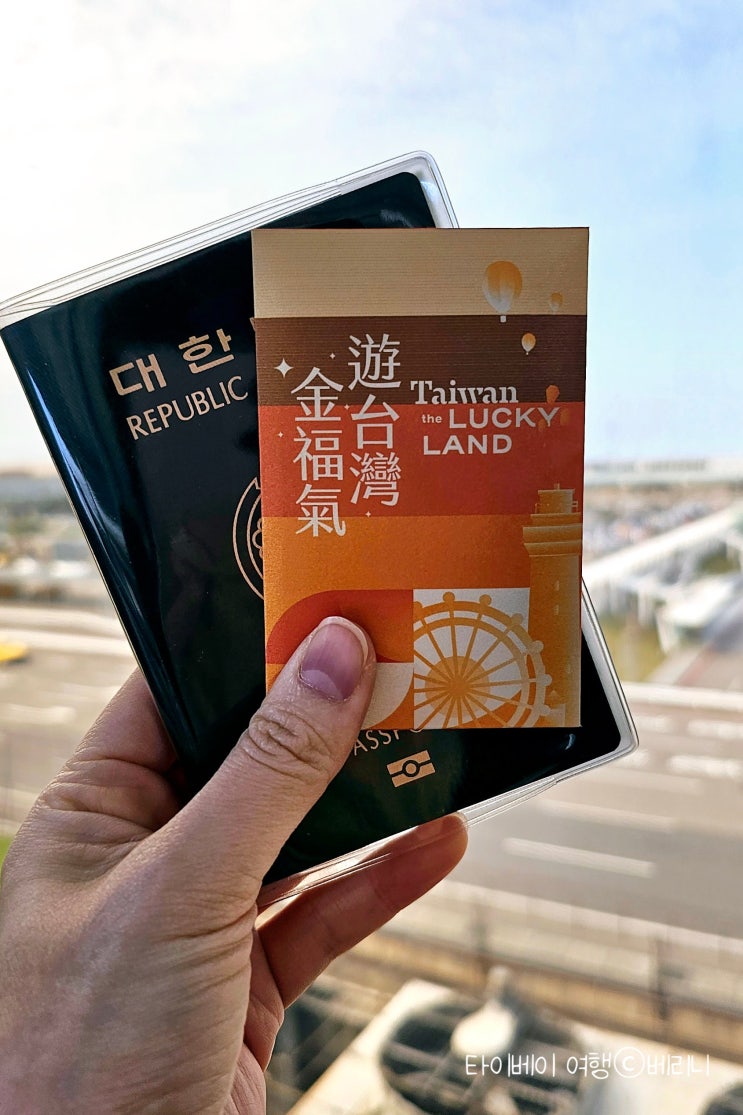 대한
REPUBLIC
遊台灣
金福氣
Taiwan
the LUCKY
LAND
타이베이 여행ⓒ베리니